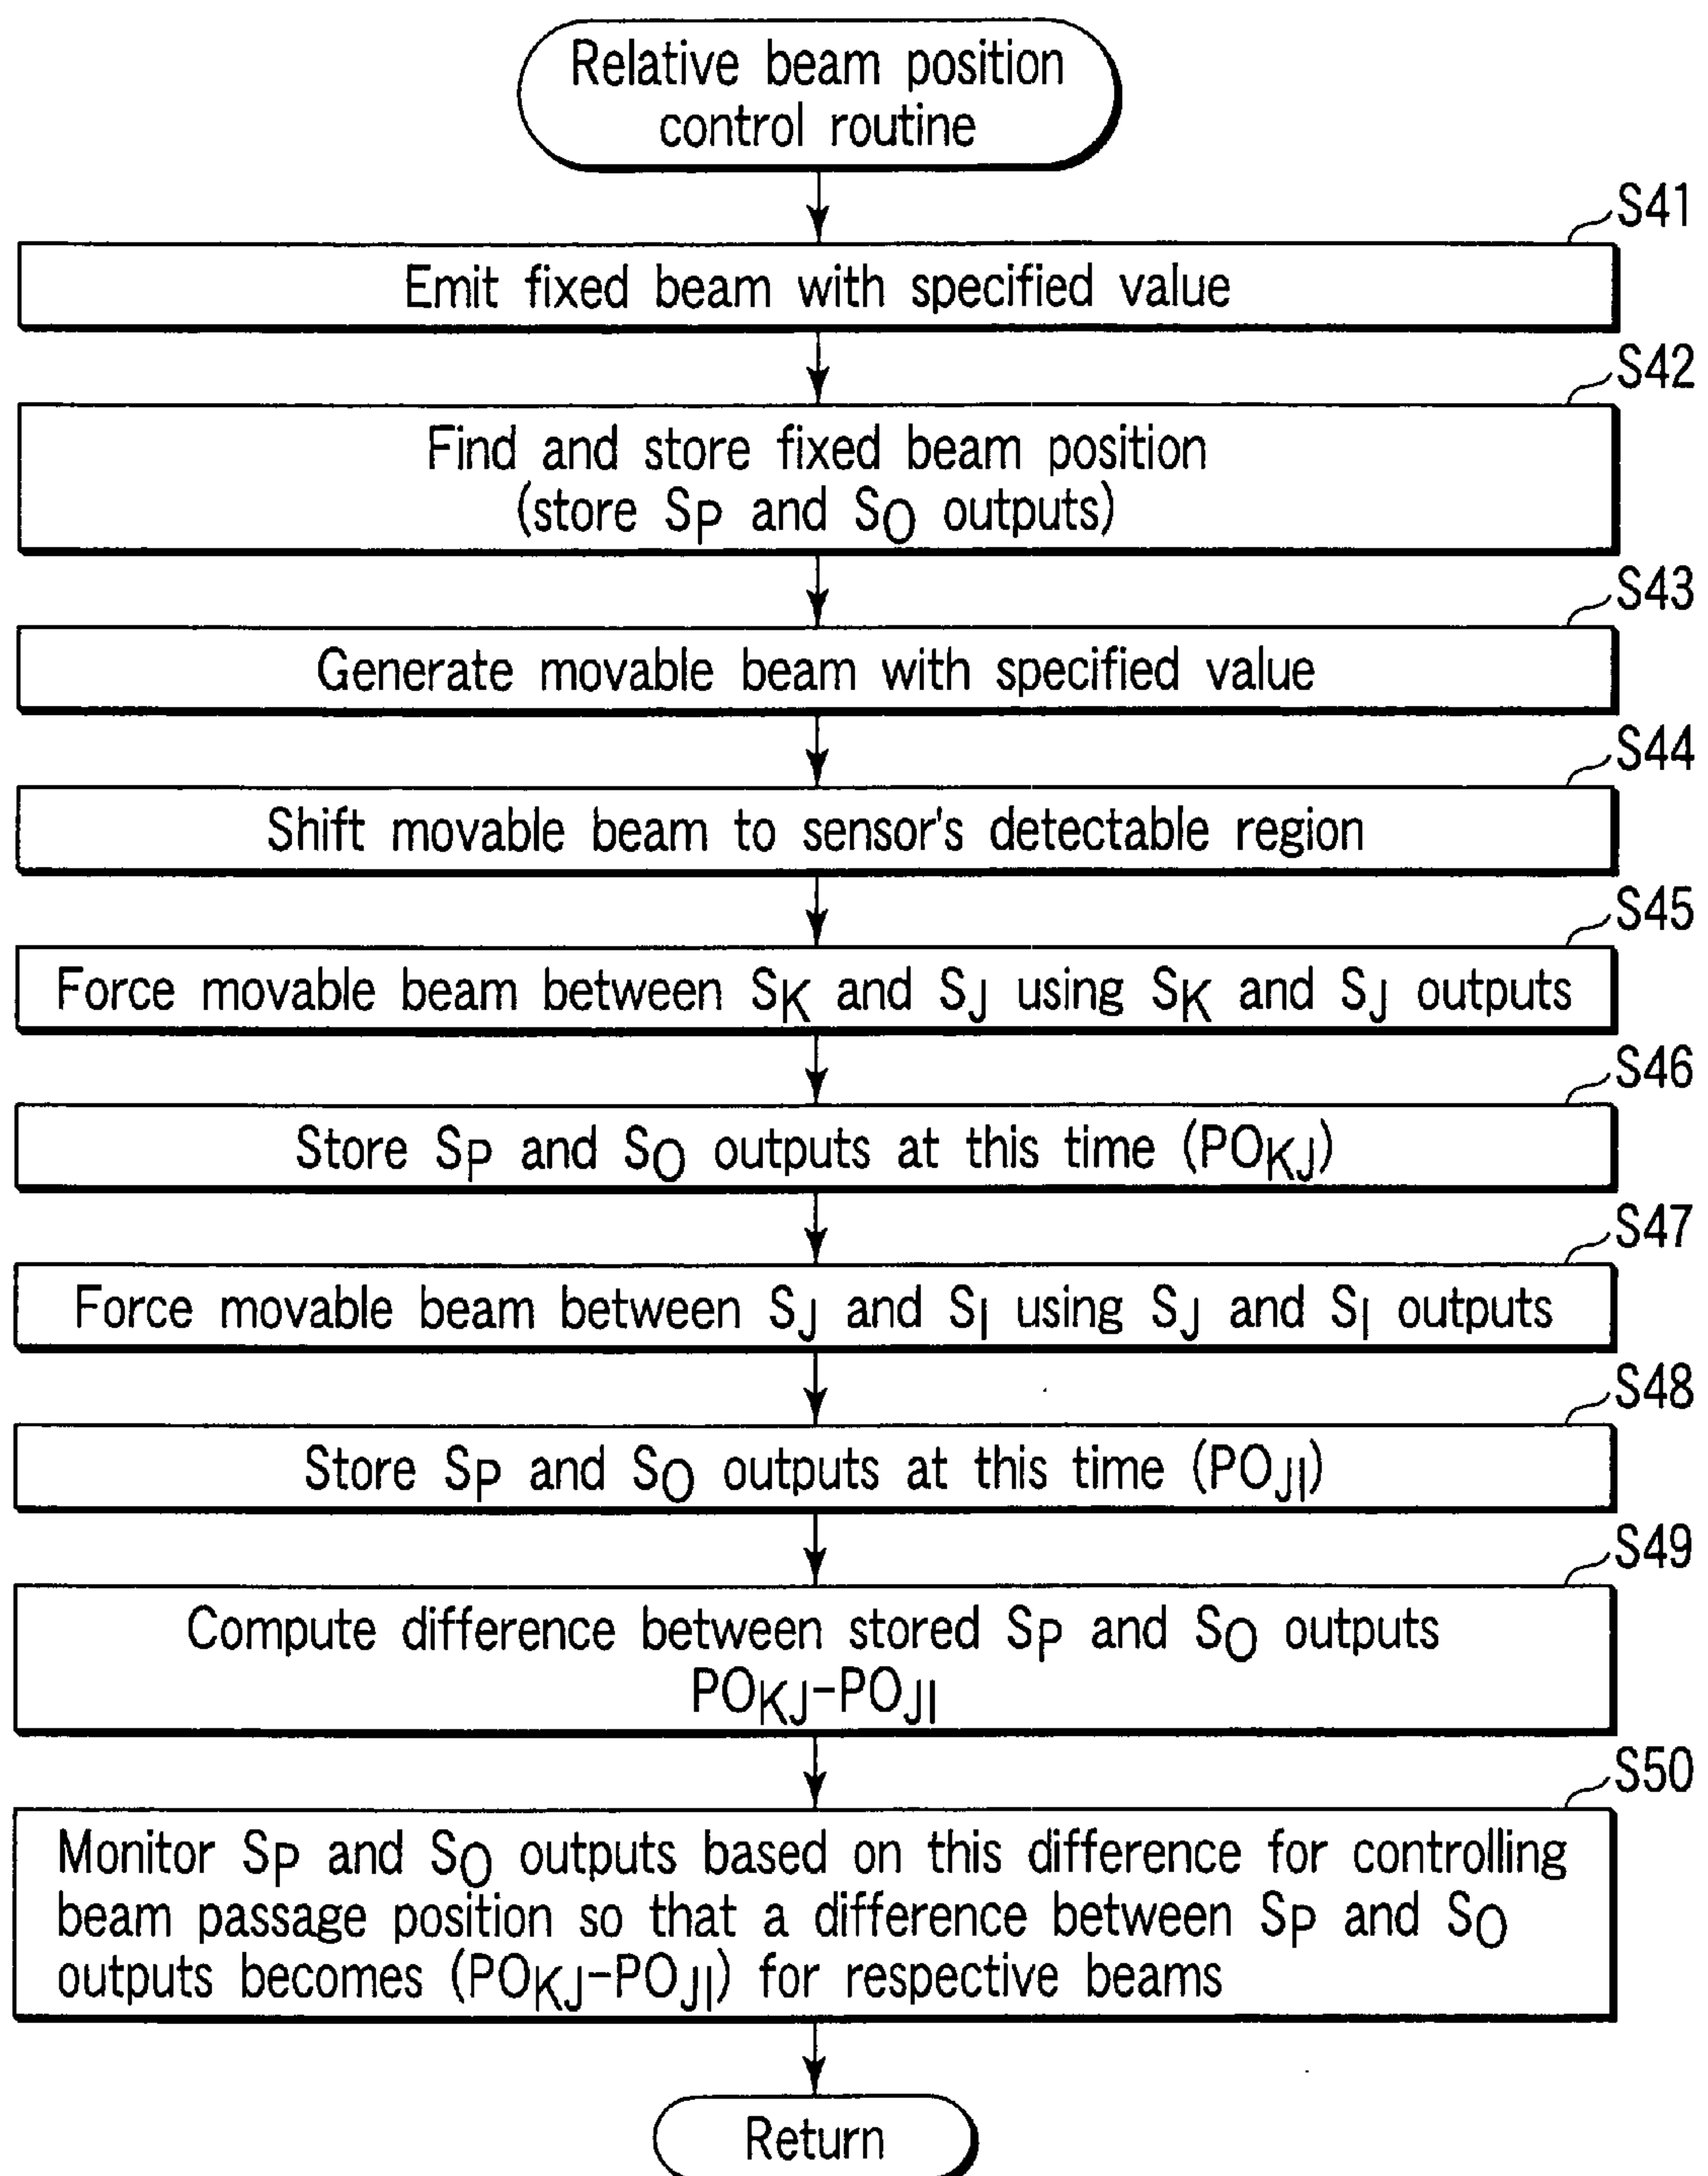 Relative beam position
control routine
S41
Emit fixed beam with specified value
S42
Find and store fixed beam position
(store SP and SO outputs)
S43
Generate movable beam with specified value
S44
Shift movable beam to sensor's detectable region
S45
Force movable beam between SK and SJ using SK and SJ outputs
S46
Store SP and SO outputs at this time (POKJ)
S47
Force movable beam between SJ and SI using SJ and SI outputs
S48
Store SP and SO outputs at this time (POJI)
S49
Compute difference between stored SP and SO outputs
POKJ-POJI
S50
Monitor SP and SO outputs based on this difference for controlling
beam passage position so that a difference between SP and SO
outputs becomes (POKJ-POJI) for respective beams
Return